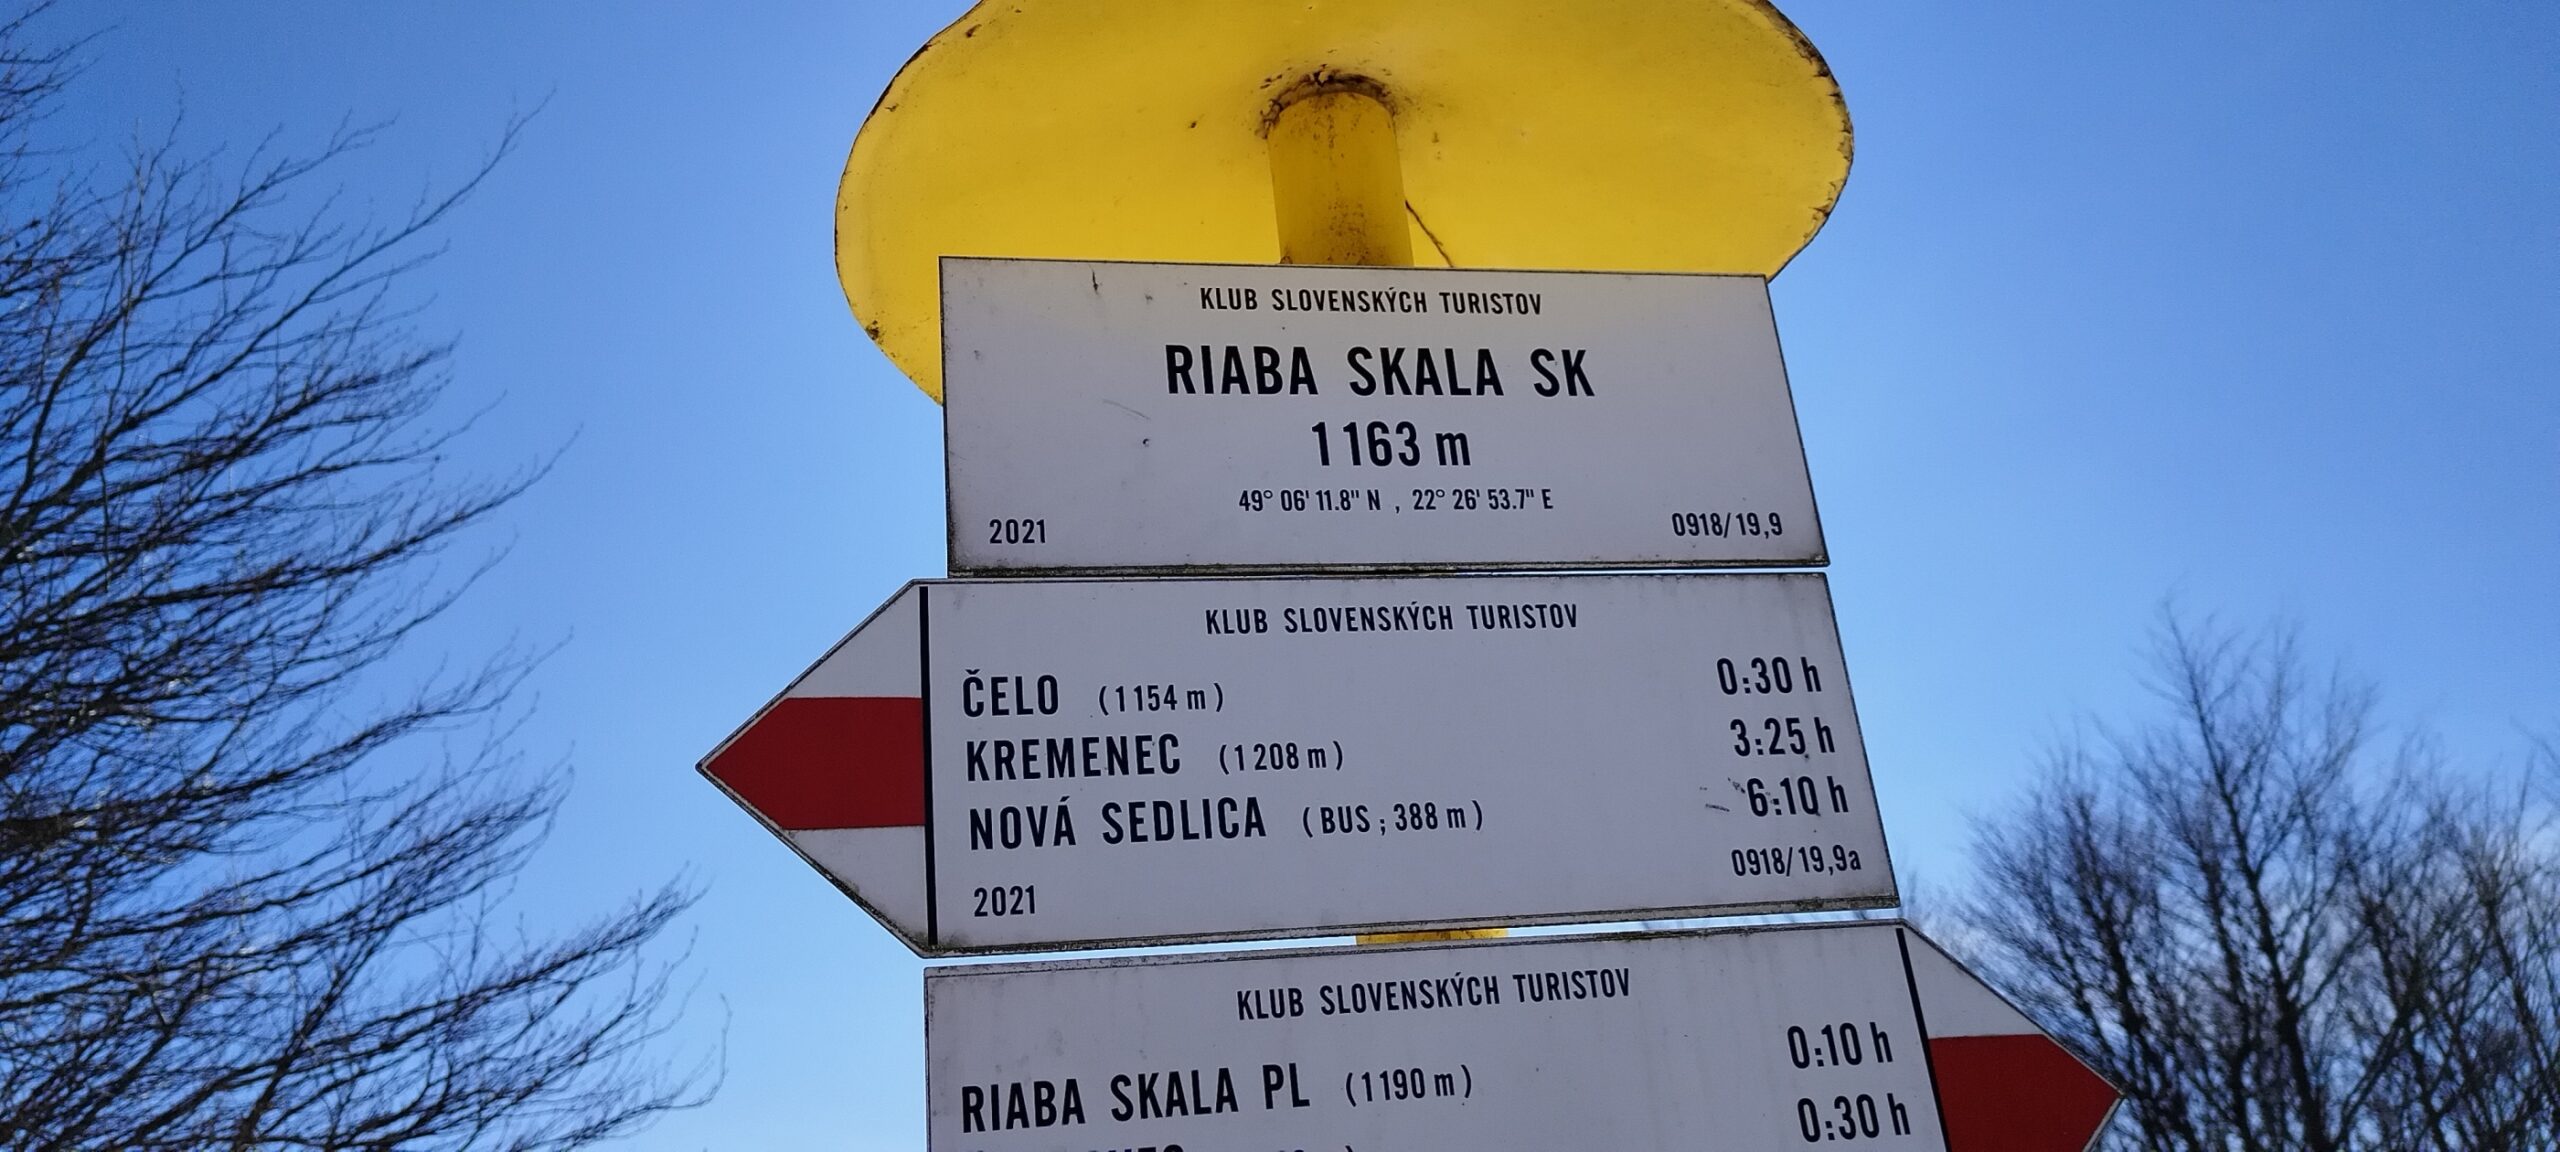 KLUB SLOVENSKÝCH TURISTOV
RIABA SKALA SK
1163 m
49° 06' 11.8" N , 22° 26' 53.7" E
2021 0918/19,9
KLUB SLOVENSKÝCH TURISTOV
ČELO (1154 m) 0:30 h
KREMENEC (1208 m) 3:25 h
NOVÁ SEDLICA (BUS ; 388 m) 6:10 h
0918/19,9a
2021
KLUB SLOVENSKÝCH TURISTOV
RIABA SKALA PL (1190 m) 0:10 h
0:30 h